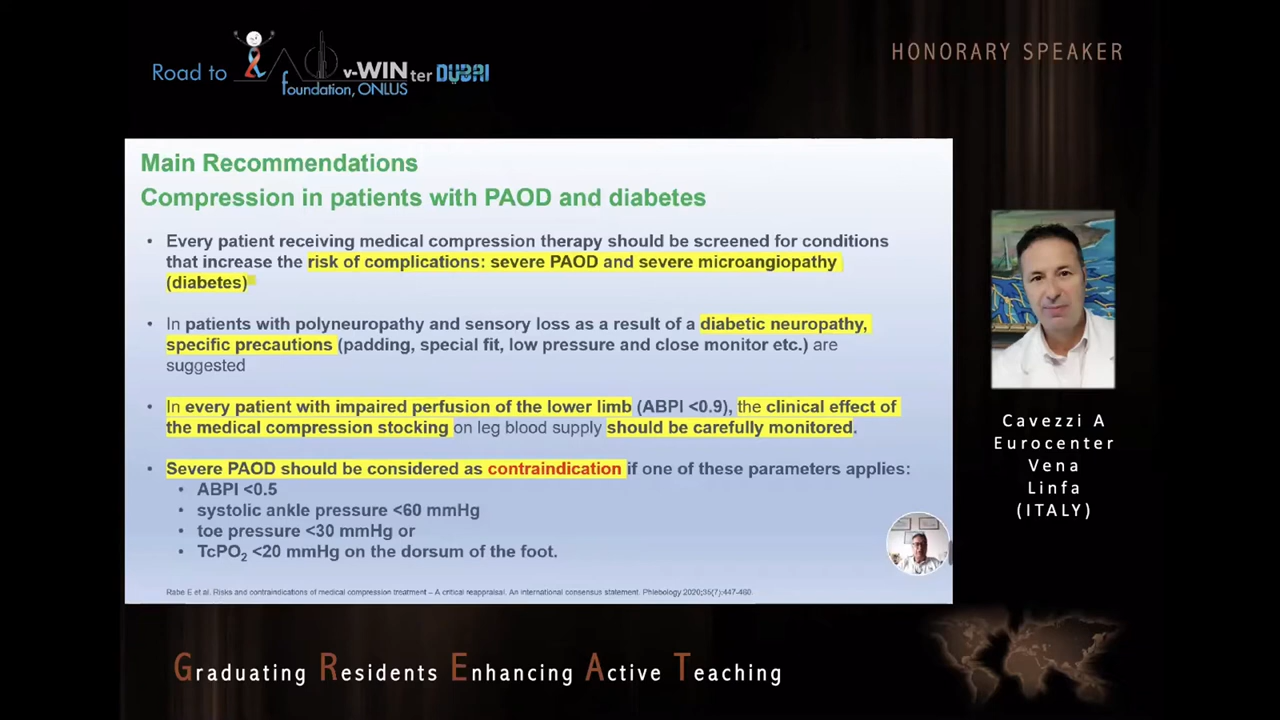 HONORARY SPEAKER
Road to v-WINter DUBAI
foundation, ONLUS
Main Recommendations
Compression in patients with PAOD and diabetes
• Every patient receiving medical compression therapy should be screened for conditions
that increase the risk of complications: severe PAOD and severe microangiopathy
(diabetes)
• In patients with polyneuropathy and sensory loss as a result of a diabetic neuropathy,
specific precautions (padding, special fit, low pressure and close monitor etc.) are
suggested
• In every patient with impaired perfusion of the lower limb (ABPI <0.9), the clinical effect of
the medical compression stocking on leg blood supply should be carefully monitored.
• Severe PAOD should be considered as contraindication if one of these parameters applies:
• ABPI <0.5
• systolic ankle pressure <60 mmHg
• toe pressure <30 mmHg or
• TcPO₂ <20 mmHg on the dorsum of the foot.
Rabe E et al. Risks and contraindications of medical compression treatment – A critical reappraisal. An international consensus statement. Phlebology 2020;35(7):447-460.
Cavezzi A
Eurocenter
Vena
Linfa
(ITALY)
Graduating Residents Enhancing Active Teaching